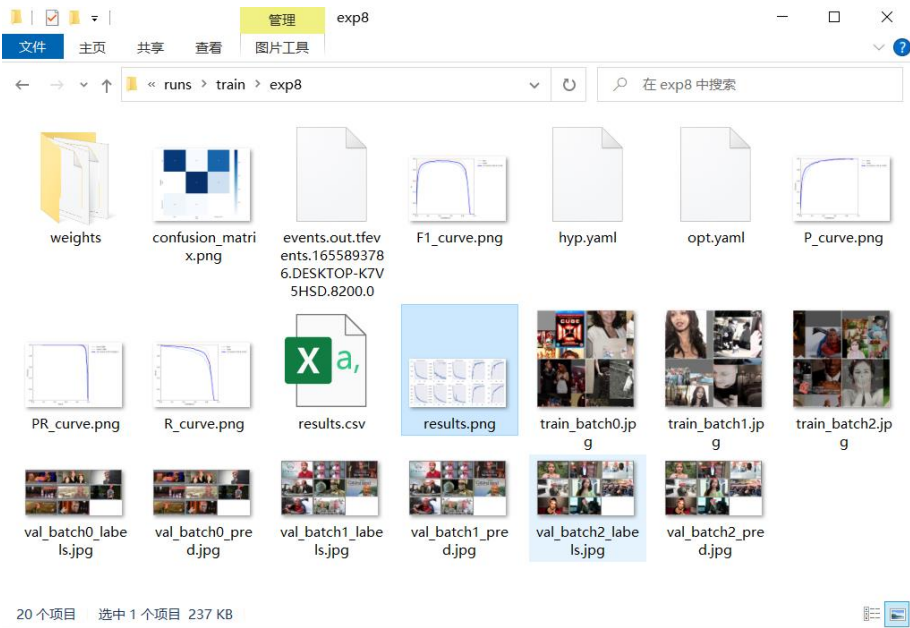 管理
exp8
文件
主页
共享
查看
图片工具
« runs > train > exp8
在 exp8 中搜索
weights
confusion_matri
x.png
events.out.tfev
ents.165589378
6.DESKTOP-K7V
5HSD.8200.0
F1_curve.png
hyp.yaml
opt.yaml
P_curve.png
PR_curve.png
R_curve.png
X a,
results.csv
results.png
CUBE
train_batch0.jp
g
train_batch1.jp
g
train_batch2.jp
g
val_batch0_labe
ls.jpg
val_batch0_pre
d.jpg
val_batch1_labe
ls.jpg
val_batch1_pre
d.jpg
val_batch2_labe
ls.jpg
val_batch2_pre
d.jpg
20 个项目
选中 1 个项目 237 KB